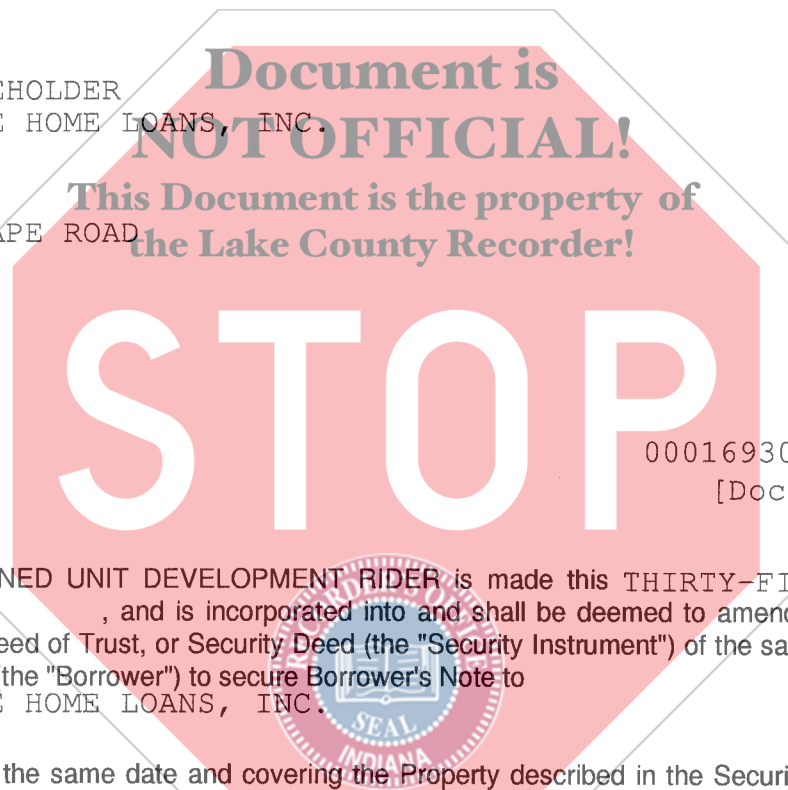 Document is
EHOLDER
E HOME LOANS, INC.
NOT OFFICIAL!
This Document is the property of
APE ROAD
the Lake County Recorder!
STOP
00016930
[Doc
NED UNIT DEVELOPMENT RIDER is made this THIRTY-FI
, and is incorporated into and shall be deemed to amend
eed of Trust, or Security Deed (the "Security Instrument") of the sa
(the "Borrower") to secure Borrower's Note to
E HOME LOANS, INC.
the same date and covering the Property described in the Securi
SEAL
INDIANA